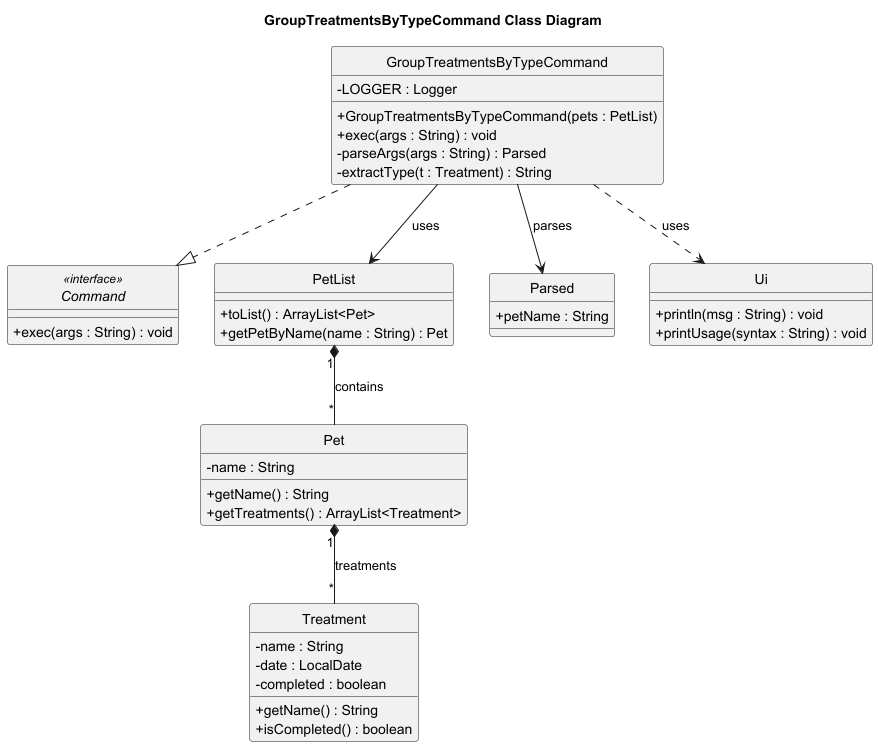 GroupTreatmentsByTypeCommand Class Diagram
GroupTreatmentsByTypeCommand
-LOGGER : Logger
+GroupTreatmentsByTypeCommand(pets : PetList)
+exec(args : String) : void
-parseArgs(args : String) : Parsed
-extractType(t : Treatment) : String
uses
parses
uses
«interface»
Command
+exec(args : String) : void
PetList
+toList() : ArrayList<Pet>
+getPetByName(name : String) : Pet
Parsed
+petName : String
Ui
+println(msg : String) : void
+printUsage(syntax : String) : void
1
contains
*
Pet
-name : String
+getName() : String
+getTreatments() : ArrayList<Treatment>
1
treatments
*
Treatment
-name : String
-date : LocalDate
-completed : boolean
+getName() : String
+isCompleted() : boolean